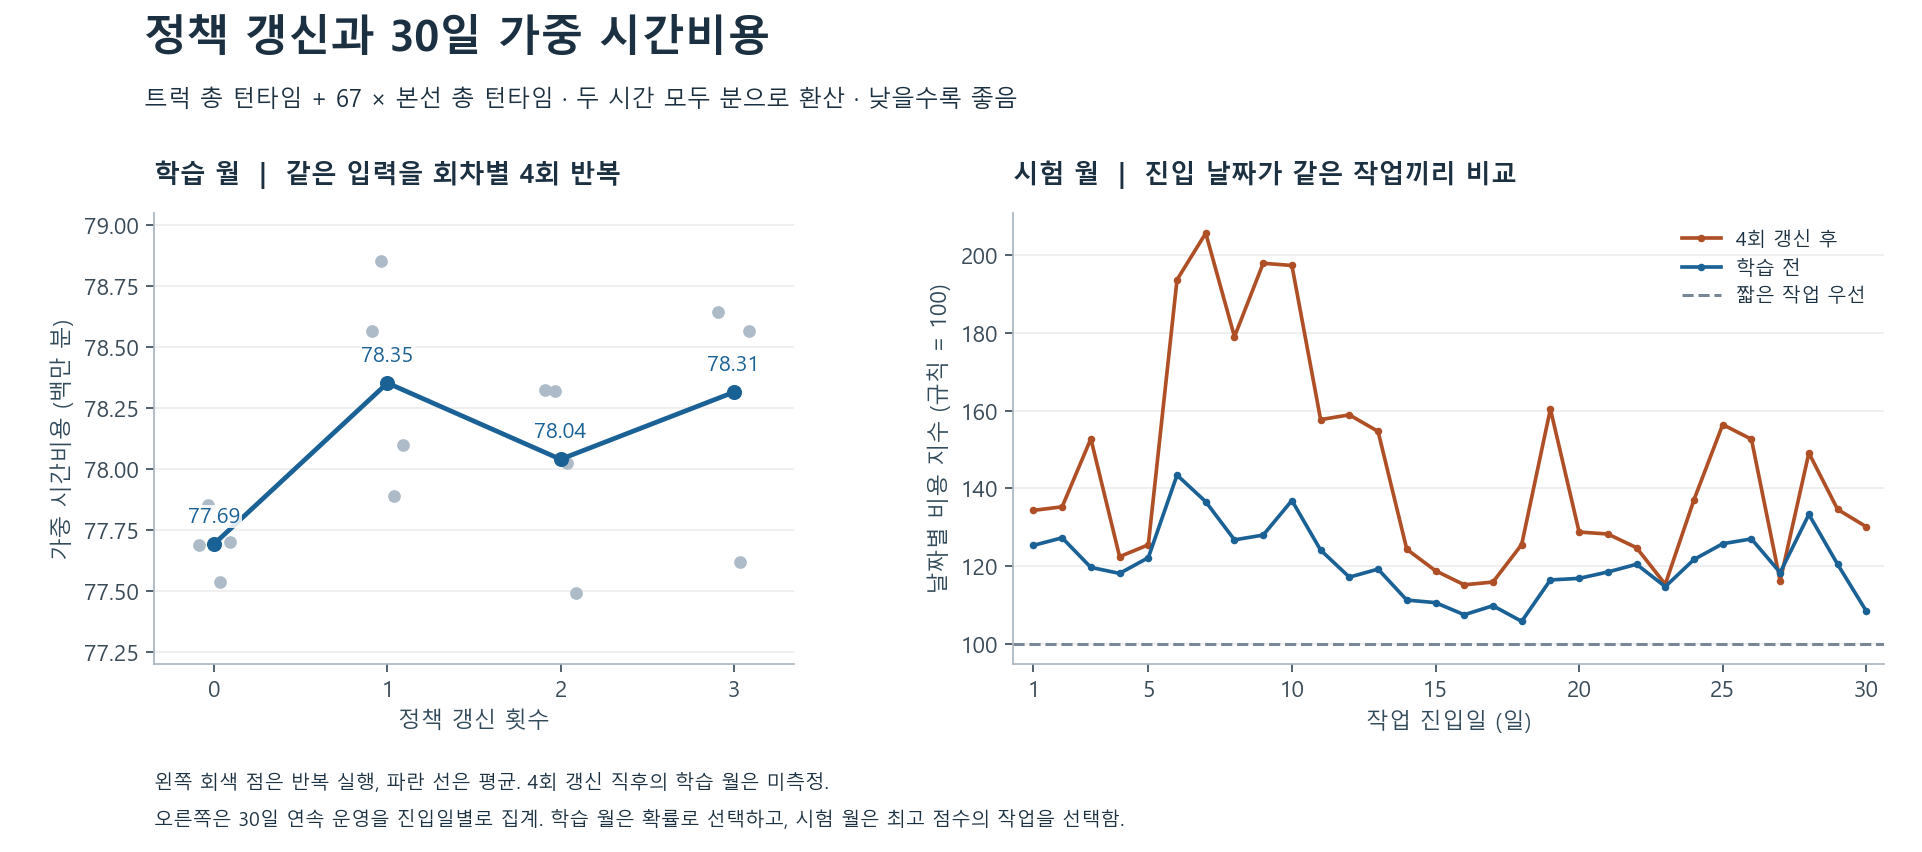 정책 갱신과 30일 가중 시간비용
트럭 총 턴타임 + 67 × 본선 총 턴타임 · 두 시간 모두 분으로 환산 · 낮을수록 좋음
학습 월 | 같은 입력을 회차별 4회 반복
79.00
78.75
78.50
78.25
78.00
77.75
77.50
77.25
가중 시간비용 (백만 분)
77.69
78.35
78.04
78.31
0 1 2 3
정책 갱신 횟수
시험 월 | 진입 날짜가 같은 작업끼리 비교
200
180
160
140
120
100
날짜별 비용 지수 (규칙 = 100)
4회 갱신 후
학습 전
짧은 작업 우선
1 5 10 15 20 25 30
작업 진입일 (일)
왼쪽 회색 점은 반복 실행, 파란 선은 평균. 4회 갱신 직후의 학습 월은 미측정.
오른쪽은 30일 연속 운영을 진입일별로 집계. 학습 월은 확률로 선택하고, 시험 월은 최고 점수의 작업을 선택함.